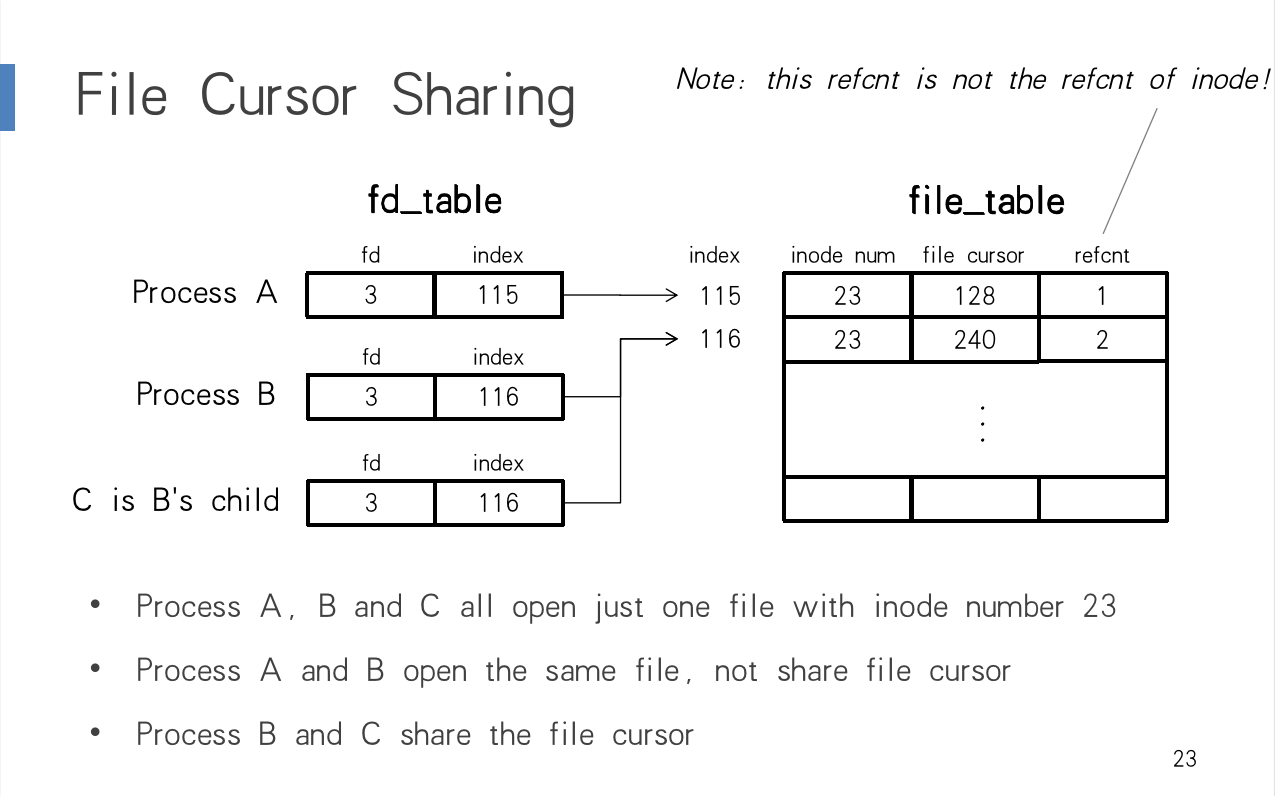 File Cursor Sharing
Note: this refcnt is not the refcnt of inode!
fd_table
file_table
fd index
index
inode num file cursor refcnt
Process A
3 115
115
23 128 1
116
23 240 2
fd index
Process B
3 116
fd index
C is B's child
3 116
• Process A, B and C all open just one file with inode number 23
• Process A and B open the same file, not share file cursor
• Process B and C share the file cursor
23